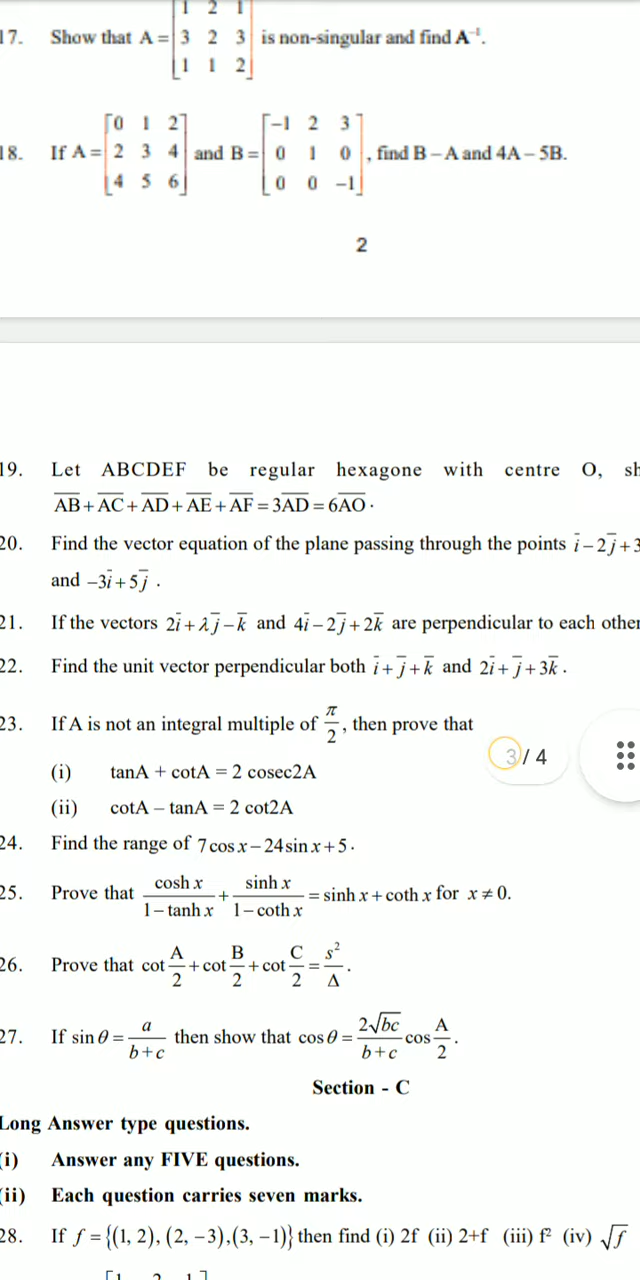 17. Show that A = [1 2 1
3 2 3
1 1 2] is non-singular and find A⁻¹.
18. If A = [0 1 2
2 3 4
4 5 6] and B = [−1 2 3
0 1 0
0 0 −1], find B – A and 4A – 5B.
2
19. Let ABCDEF be regular hexagone with centre O, sh
A̅B̅ + A̅C̅ + A̅D̅ + A̅E̅ + A̅F̅ = 3A̅D̅ = 6A̅O̅ .
20. Find the vector equation of the plane passing through the points i̅ − 2j̅ + 3
and −3i̅ + 5j̅ .
21. If the vectors 2i̅ + λj̅ − k̅ and 4i̅ − 2j̅ + 2k̅ are perpendicular to each other
22. Find the unit vector perpendicular both i̅ + j̅ + k̅ and 2i̅ + j̅ + 3k̅ .
23. If A is not an integral multiple of π/2, then prove that
3 / 4
(i) tanA + cotA = 2 cosec2A
(ii) cotA – tanA = 2 cot2A
24. Find the range of 7 cos x − 24 sin x + 5 .
25. Prove that cosh x/(1 − tanh x) + sinh x/(1 − coth x) = sinh x + coth x for x ≠ 0.
26. Prove that cot A/2 + cot B/2 + cot C/2 = s²/Δ .
27. If sin θ = a/(b + c) then show that cos θ = 2√bc/(b + c) cos A/2 .
Section - C
Long Answer type questions.
(i) Answer any FIVE questions.
(ii) Each question carries seven marks.
28. If f = {(1, 2), (2, −3), (3, −1)} then find (i) 2f (ii) 2+f (iii) f² (iv) √f